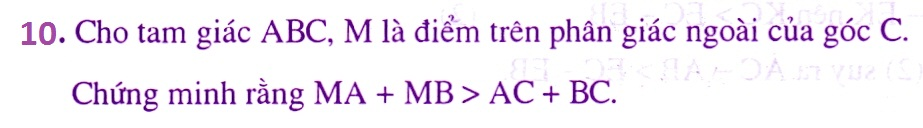 10. Cho tam giác ABC, M là điểm trên phân giác ngoài của góc C.
Chứng minh rằng MA + MB > AC + BC.